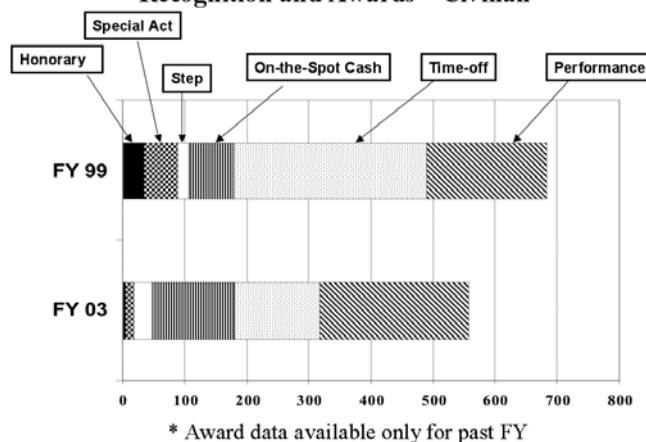 Recognition and Awards – Civilian
Special Act
Honorary
Step
On-the-Spot Cash
Time-off
Performance
FY 99
FY 03
0 100 200 300 400 500 600 700 800
* Award data available only for past FY